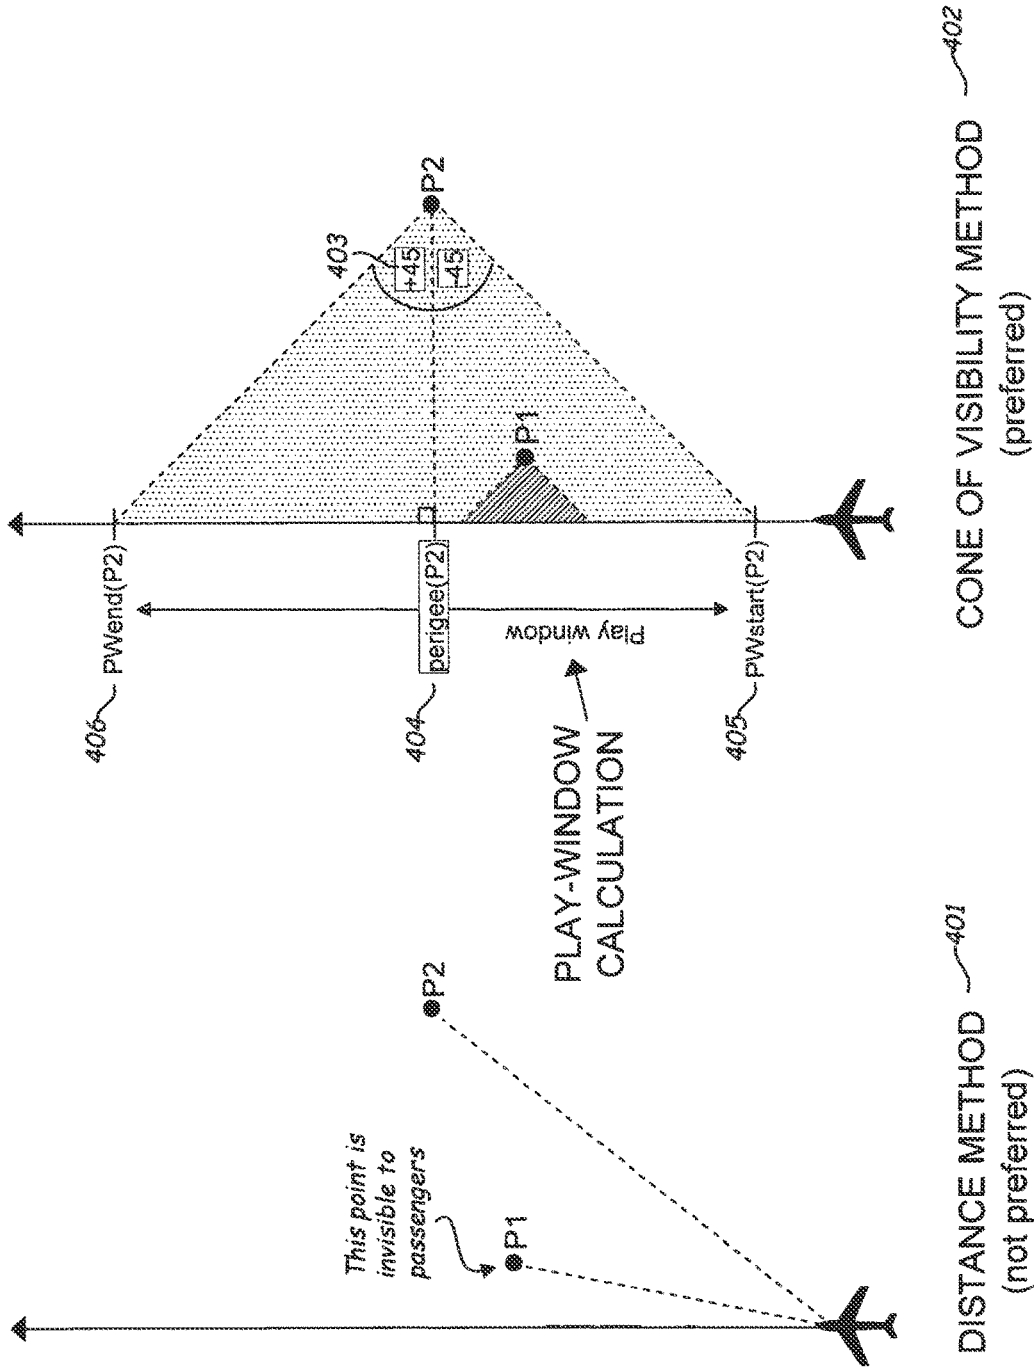 This point is
invisible to
passengers
P1
P2
DISTANCE METHOD 401
(not preferred)
PLAY-WINDOW
CALCULATION
406 PWend(P2)
404 perigee(P2)
Play window
405 PWstart(P2)
403
+45
-45
P1
P2
CONE OF VISIBILITY METHOD 402
(preferred)